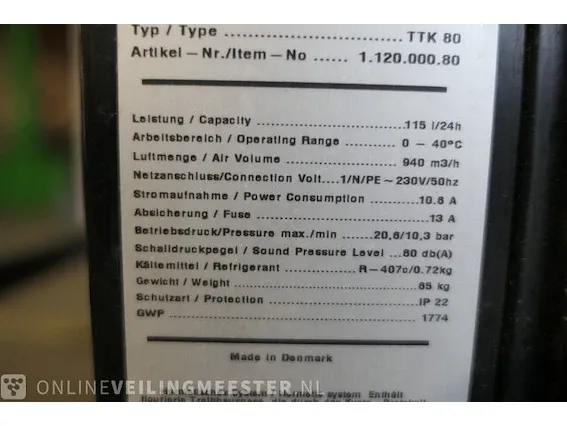 Typ / Type ............ TTK 80
Artikel – Nr./Item – No ...... 1.120.000.80
Leistung / Capacity ..............................115 l/24h
Arbeitsbereich / Operating Range .......... 0 – 40°C
Luftmenge / Air Volume ....................... 940 m3/h
Netzanschluss/Connection Volt....1/N/PE ~ 230V/50hz
Stromaufnahme / Power Consumption ..........10.8 A
Absicherung / Fuse ................................ 13 A
Betriebsdruck/Pressure max./min .......20,6/10,3 bar
Schalldruckpegel / Sound Pressure Level ...60 db(A)
Kältemittel / Refrigerant ...............R–407c/0.72kg
Gewicht / Weight ................................65 kg
Schutzart / Protection ............................IP 22
GWP ............................................. 1774
Made in Denmark
system Enthält
ONLINEVEILINGMEESTER.NL